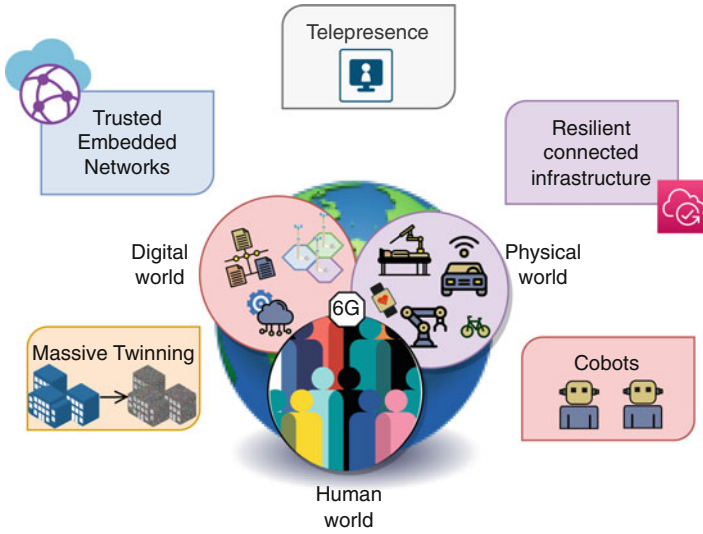 Telepresence
Trusted
Embedded
Networks
Resilient
connected
infrastructure
Digital
world
Physical
world
6G
Massive Twinning
Cobots
Human
world